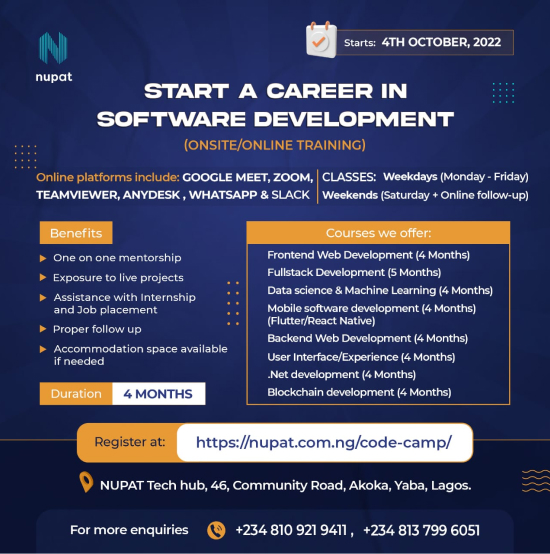 nupat
Starts: 4TH OCTOBER, 2022
START A CAREER IN
SOFTWARE DEVELOPMENT
(ONSITE/ONLINE TRAINING)
Online platforms include: GOOGLE MEET, ZOOM,
TEAMVIEWER, ANYDESK , WHATSAPP & SLACK
CLASSES: Weekdays (Monday - Friday)
Weekends (Saturday + Online follow-up)
Benefits
One on one mentorship
Exposure to live projects
Assistance with Internship
and Job placement
Proper follow up
Accommodation space available
if needed
Duration 4 MONTHS
Courses we offer:
Frontend Web Development (4 Months)
Fullstack Development (5 Months)
Data science & Machine Learning (4 Months)
Mobile software development (4 Months)
(Flutter/React Native)
Backend Web Development (4 Months)
User Interface/Experience (4 Months)
.Net development (4 Months)
Blockchain development (4 Months)
Register at: https://nupat.com.ng/code-camp/
NUPAT Tech hub, 46, Community Road, Akoka, Yaba, Lagos.
For more enquiries +234 810 921 9411 , +234 813 799 6051